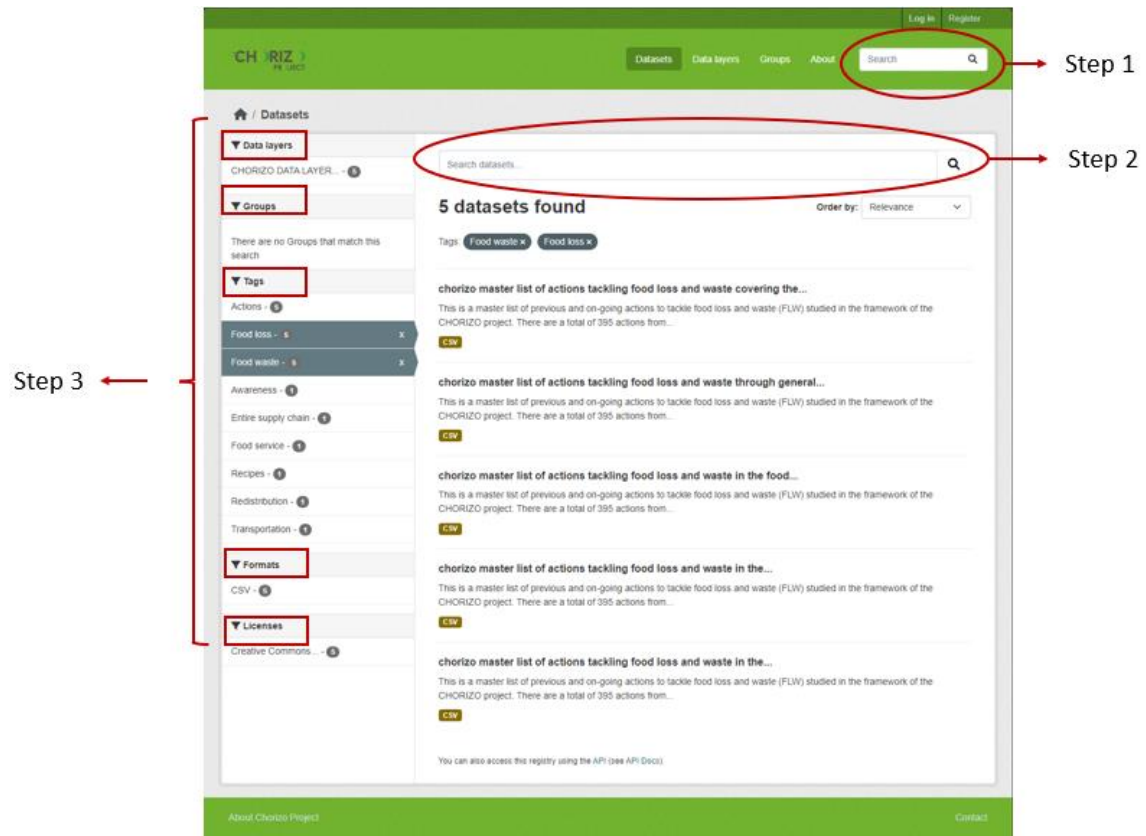 Log in Register
CH RIZ
PR JECT
Datasets Data layers Groups About Search
Step 1
/ Datasets
Data layers
CHORIZO DATA LAYER... - 5
Groups
There are no Groups that match this
search
Tags
Actions - 5
Food loss - 5 x
Food waste - 5 x
Awareness - 1
Entire supply chain - 1
Food service - 1
Recipes - 1
Redistribution - 1
Transportation - 1
Formats
CSV - 5
Licenses
Creative Commons... - 5
Step 3
Search datasets...
Step 2
5 datasets found
Order by: Relevance
Tags: Food waste x Food loss x
chorizo master list of actions tackling food loss and waste covering the...
This is a master list of previous and on-going actions to tackle food loss and waste (FLW) studied in the framework of the
CHORIZO project. There are a total of 395 actions from...
CSV
chorizo master list of actions tackling food loss and waste through general...
This is a master list of previous and on-going actions to tackle food loss and waste (FLW) studied in the framework of the
CHORIZO project. There are a total of 395 actions from...
CSV
chorizo master list of actions tackling food loss and waste in the food...
This is a master list of previous and on-going actions to tackle food loss and waste (FLW) studied in the framework of the
CHORIZO project. There are a total of 395 actions from...
CSV
chorizo master list of actions tackling food loss and waste in the...
This is a master list of previous and on-going actions to tackle food loss and waste (FLW) studied in the framework of the
CHORIZO project. There are a total of 395 actions from...
CSV
chorizo master list of actions tackling food loss and waste in the...
This is a master list of previous and on-going actions to tackle food loss and waste (FLW) studied in the framework of the
CHORIZO project. There are a total of 395 actions from...
CSV
You can also access this registry using the API (see API Docs).
About Chorizo Project
Contact